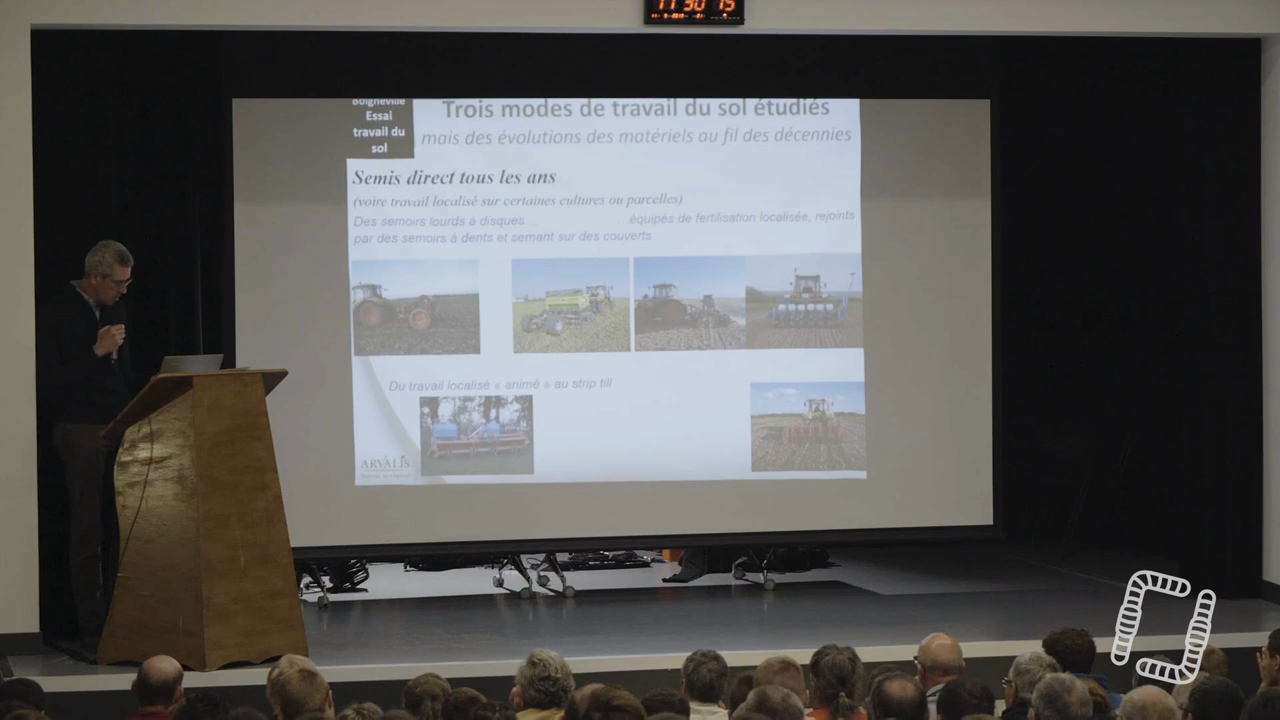 11 30 15
Boigneville
Essai
travail du
sol
Trois modes de travail du sol étudiés
mais des évolutions des matériels au fil des décennies
Semis direct tous les ans
(voire travail localisé sur certaines cultures ou parcelles)
Des semoirs lourds à disques... ...équipés de fertilisation localisée, rejoints
par des semoirs à dents et semant sur des couverts
Du travail localisé « animé » au strip till
ARVALIS